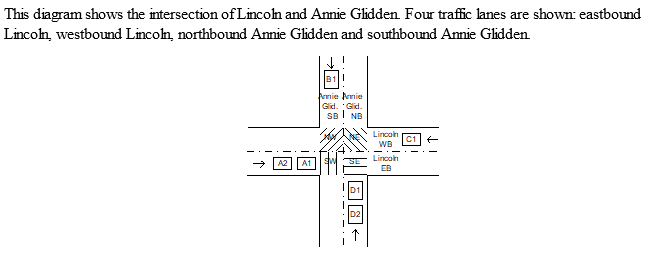 This diagram shows the intersection of Lincoln and Annie Glidden. Four traffic lanes are shown: eastbound
Lincoln, westbound Lincoln, northbound Annie Glidden and southbound Annie Glidden.
B1
Annie Annie
Glid. Glid.
SB NB
NW NE
Lincoln
WB
C1
A2 A1
SW SE
Lincoln
EB
D1
D2